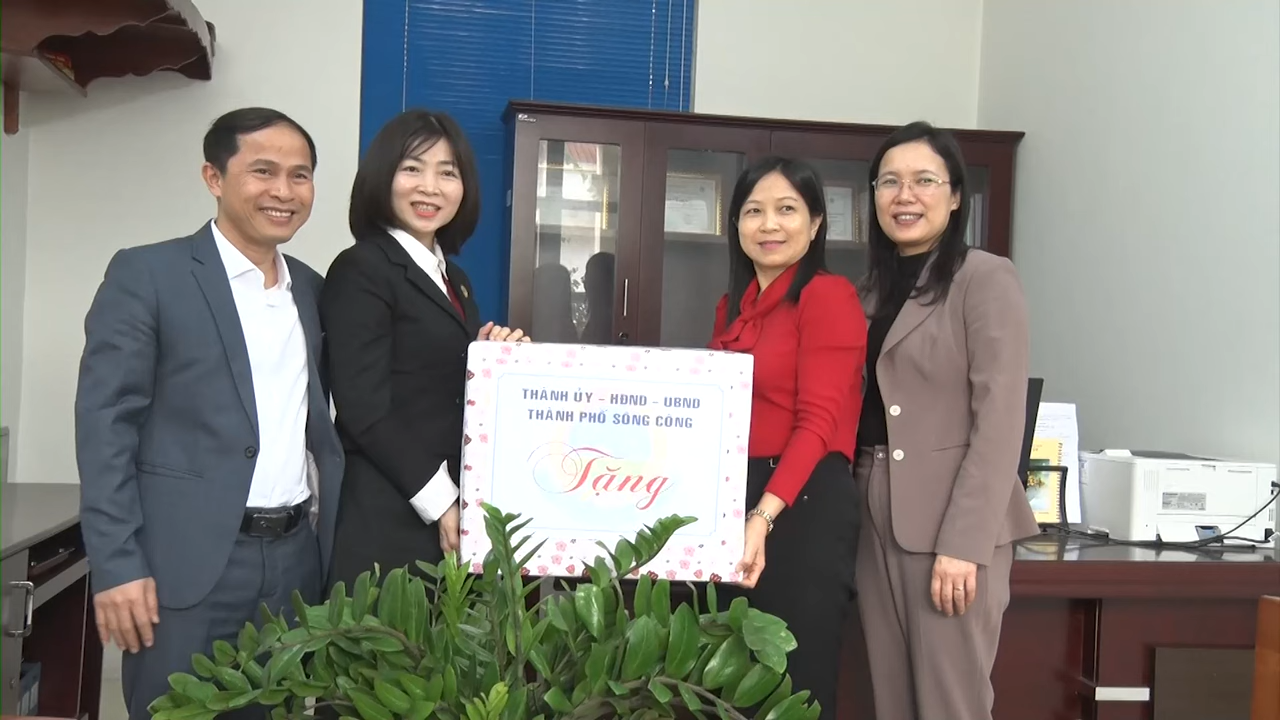 THÀNH ỦY - HĐND - UBND
THÀNH PHỐ SÔNG CÔNG
Tặng